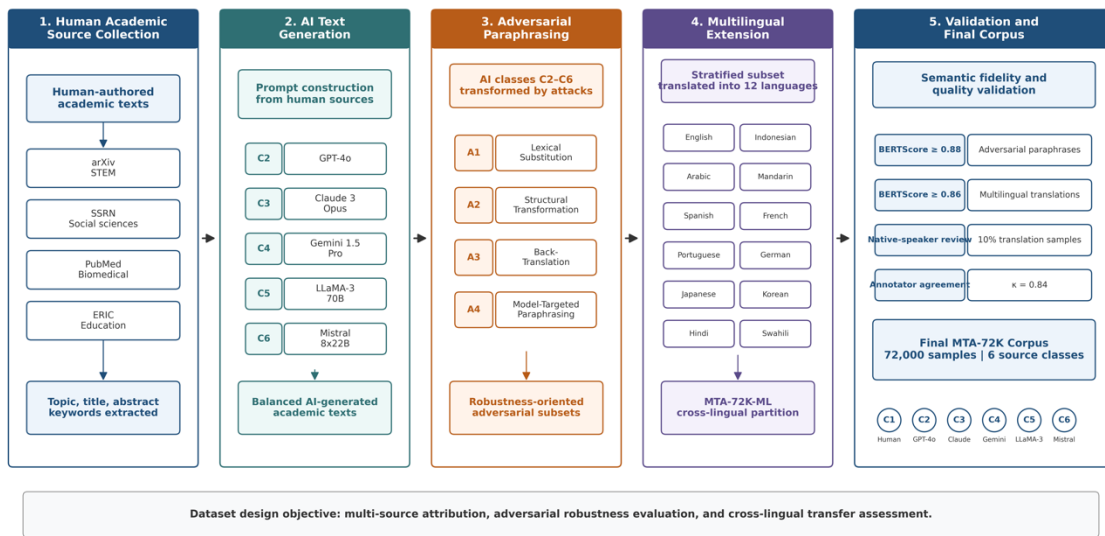 1. Human Academic
Source Collection
Human-authored
academic texts
arXiv
STEM
SSRN
Social sciences
PubMed
Biomedical
ERIC
Education
Topic, title, abstract
keywords extracted
2. AI Text
Generation
Prompt construction
from human sources
C2
GPT-4o
C3
Claude 3
Opus
C4
Gemini 1.5
Pro
C5
LLaMA-3
70B
C6
Mistral
8x22B
Balanced AI-generated
academic texts
3. Adversarial
Paraphrasing
AI classes C2–C6
transformed by attacks
A1
Lexical
Substitution
A2
Structural
Transformation
A3
Back-
Translation
A4
Model-Targeted
Paraphrasing
Robustness-oriented
adversarial subsets
4. Multilingual
Extension
Stratified subset
translated into 12 languages
English
Indonesian
Arabic
Mandarin
Spanish
French
Portuguese
German
Japanese
Korean
Hindi
Swahili
MTA-72K-ML
cross-lingual partition
5. Validation and
Final Corpus
Semantic fidelity and
quality validation
BERTScore ≥ 0.88
Adversarial paraphrases
BERTScore ≥ 0.86
Multilingual translations
Native-speaker review
10% translation samples
Annotator agreement
κ = 0.84
Final MTA-72K Corpus
72,000 samples | 6 source classes
C1
Human
C2
GPT-4o
C3
Claude
C4
Gemini
C5
LLaMA-3
C6
Mistral
Dataset design objective: multi-source attribution, adversarial robustness evaluation, and cross-lingual transfer assessment.